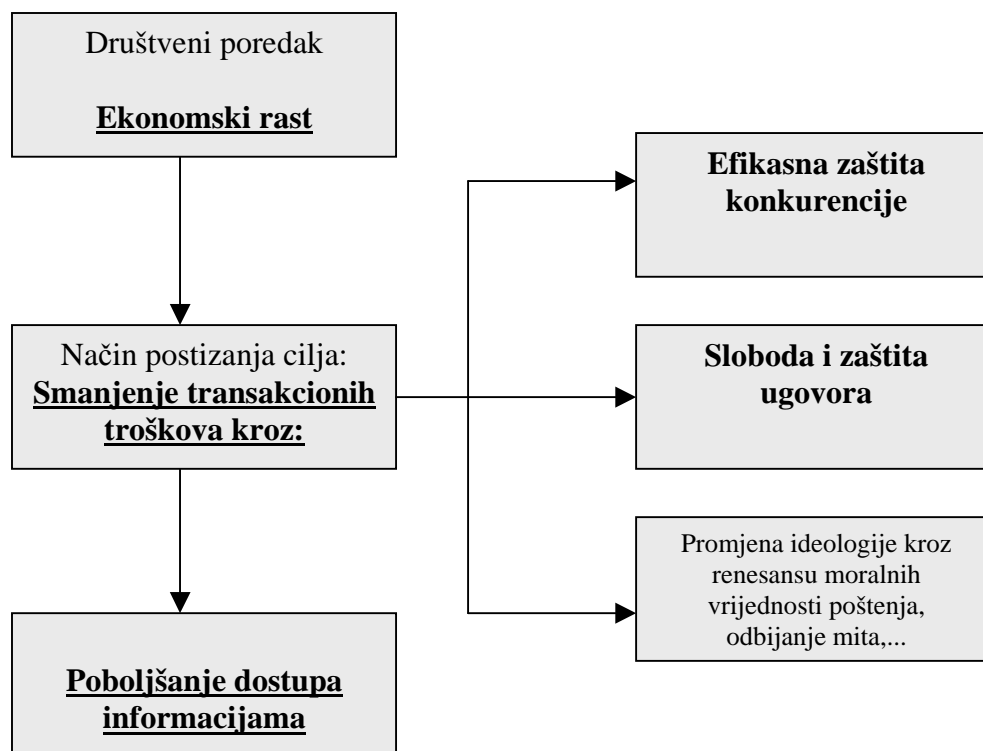 Društveni poredak
Ekonomski rast
Efikasna zaštita
konkurencije
Način postizanja cilja:
Smanjenje transakcionih
troškova kroz:
Sloboda i zaštita
ugovora
Promjena ideologije kroz
renesansu moralnih
vrijednosti poštenja,
odbijanje mita,...
Poboljšanje dostupa
informacijama